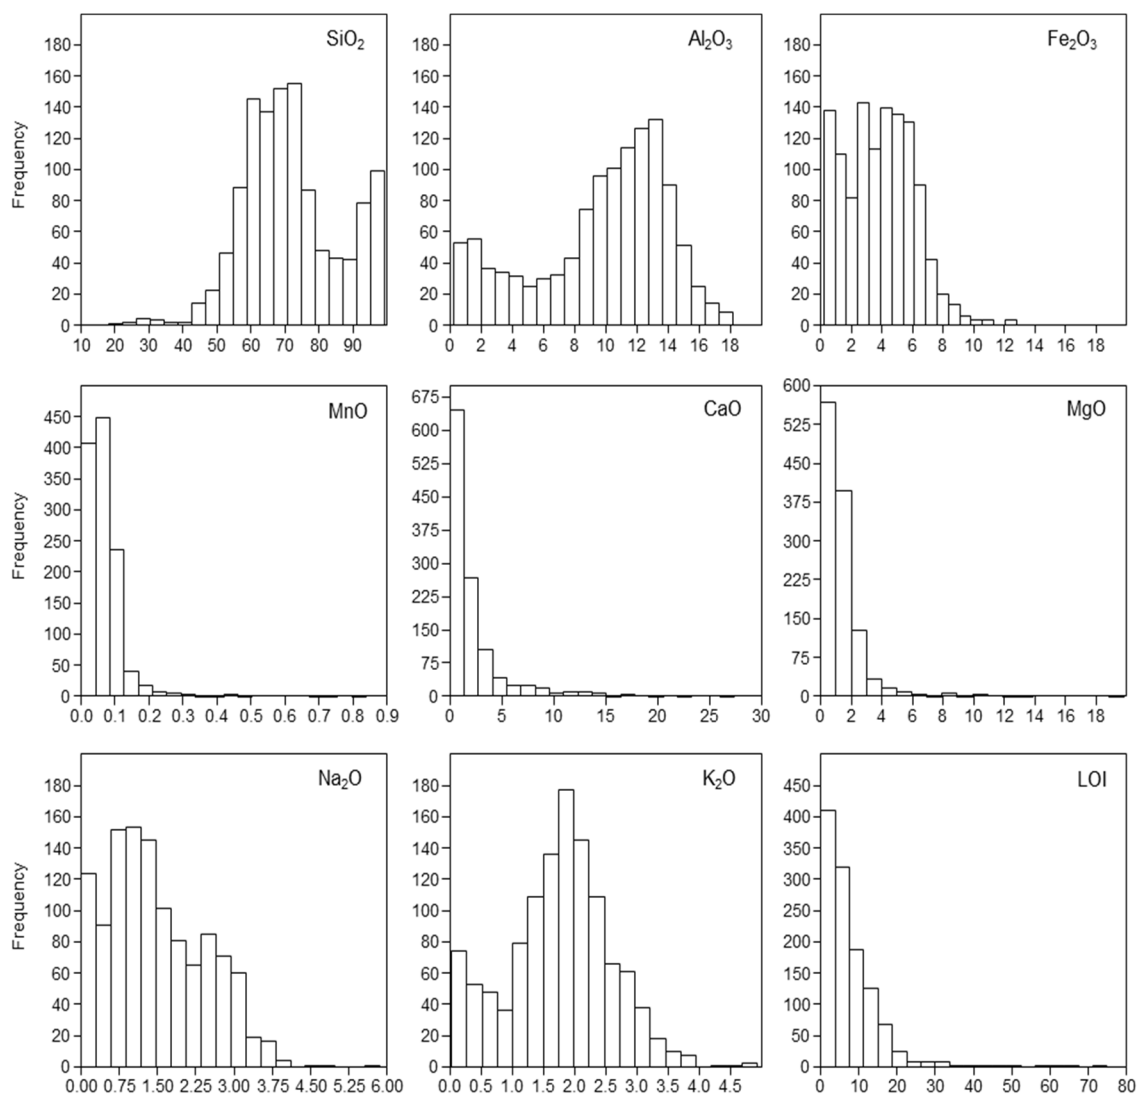 SiO₂
Al₂O₃
Fe₂O₃
Frequency
180 160 140 120 100 80 60 40 20 0
10 20 30 40 50 60 70 80 90
180 160 140 120 100 80 60 40 20 0
0 2 4 6 8 10 12 14 16 18
180 160 140 120 100 80 60 40 20 0
0 2 4 6 8 10 12 14 16 18
MnO
CaO
MgO
Frequency
450 400 350 300 250 200 150 100 50 0
0.0 0.1 0.2 0.3 0.4 0.5 0.6 0.7 0.8 0.9
675 600 525 450 375 300 225 150 75 0
0 5 10 15 20 25 30
600 525 450 375 300 225 150 75 0
0 2 4 6 8 10 12 14 16 18
Na₂O
K₂O
LOI
Frequency
180 160 140 120 100 80 60 40 20 0
0.00 0.75 1.50 2.25 3.00 3.75 4.50 5.25 6.00
180 160 140 120 100 80 60 40 20 0
0.0 0.5 1.0 1.5 2.0 2.5 3.0 3.5 4.0 4.5
450 400 350 300 250 200 150 100 50 0
0 10 20 30 40 50 60 70 80